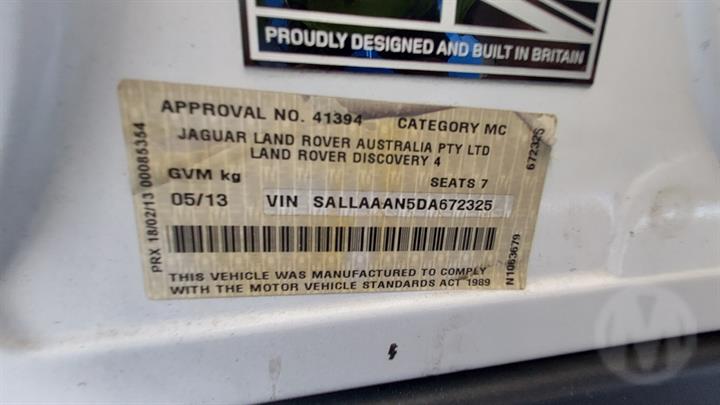 PROUDLY DESIGNED AND BUILT IN BRITAIN
APPROVAL NO. 41394 CATEGORY MC
JAGUAR LAND ROVER AUSTRALIA PTY LTD
LAND ROVER DISCOVERY 4
GVM kg SEATS 7
05/13 VIN SALLAAAN5DA672325
THIS VEHICLE WAS MANUFACTURED TO COMPLY
WITH THE MOTOR VEHICLE STANDARDS ACT 1989
PRX 18/02/13 00085354
672325
N1063679
M